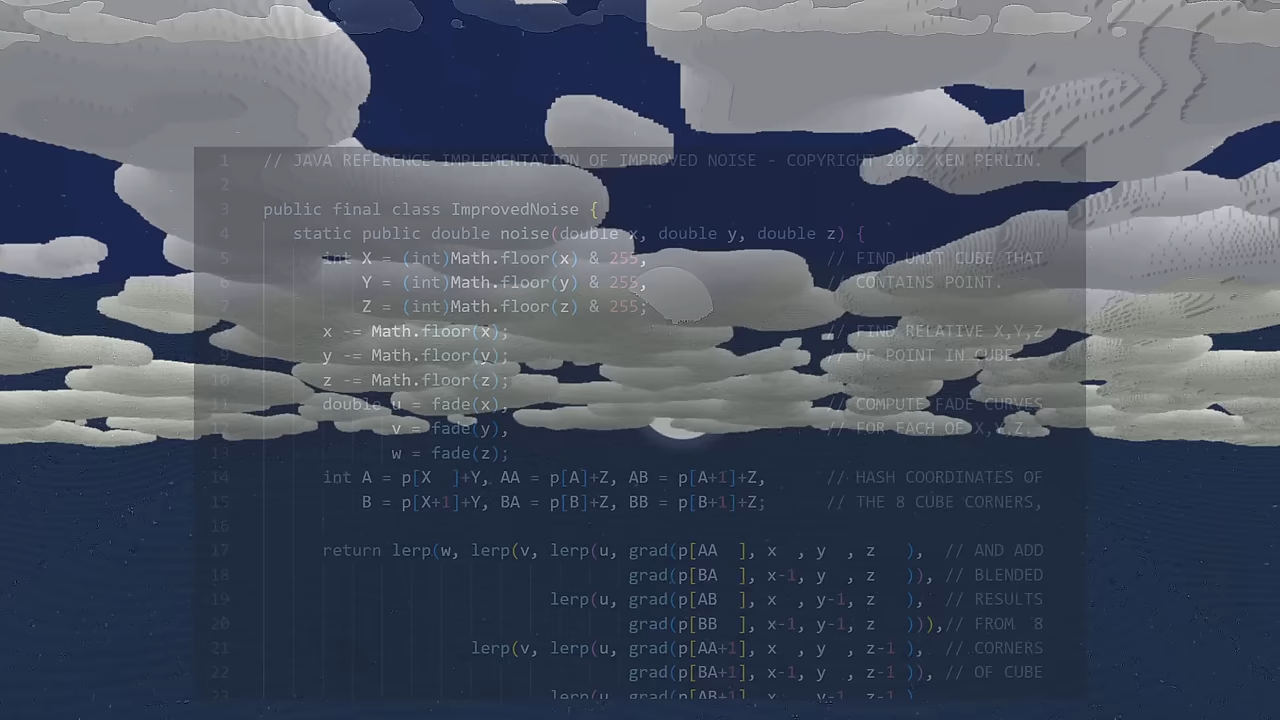 1 // JAVA REFERENCE IMPLEMENTATION OF IMPROVED NOISE - COPYRIGHT 2002 KEN PERLIN.
2
3 public final class ImprovedNoise {
4 static public double noise(double x, double y, double z) {
5 int X = (int)Math.floor(x) & 255, // FIND UNIT CUBE THAT
6 Y = (int)Math.floor(y) & 255, // CONTAINS POINT.
7 Z = (int)Math.floor(z) & 255;
8 x -= Math.floor(x); // FIND RELATIVE X,Y,Z
9 y -= Math.floor(y); // OF POINT IN CUBE.
10 z -= Math.floor(z);
11 double u = fade(x), // COMPUTE FADE CURVES
12 v = fade(y), // FOR EACH OF X,Y,Z.
13 w = fade(z);
14 int A = p[X ]+Y, AA = p[A]+Z, AB = p[A+1]+Z, // HASH COORDINATES OF
15 B = p[X+1]+Y, BA = p[B]+Z, BB = p[B+1]+Z; // THE 8 CUBE CORNERS,
16
17 return lerp(w, lerp(v, lerp(u, grad(p[AA ], x , y , z ), // AND ADD
18 grad(p[BA ], x-1, y , z )), // BLENDED
19 lerp(u, grad(p[AB ], x , y-1, z ), // RESULTS
20 grad(p[BB ], x-1, y-1, z ))),// FROM 8
21 lerp(v, lerp(u, grad(p[AA+1], x , y , z-1 ), // CORNERS
22 grad(p[BA+1], x-1, y , z-1 )), // OF CUBE
23 lerp(u, grad(p[AB+1], x , y-1, z-1 )